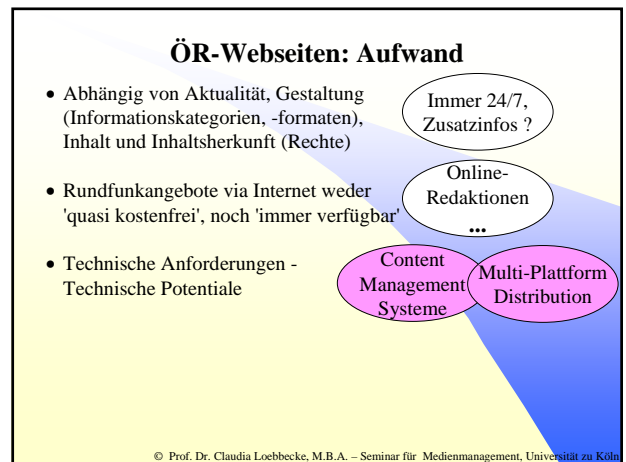 ÖR-Webseiten: Aufwand
• Abhängig von Aktualität, Gestaltung
(Informationskategorien, -formaten),
Inhalt und Inhaltsherkunft (Rechte)
Immer 24/7,
Zusatzinfos ?
• Rundfunkangebote via Internet weder
'quasi kostenfrei', noch 'immer verfügbar'
Online-
Redaktionen
...
• Technische Anforderungen -
Technische Potentiale
Content
Management
Systeme
Multi-Plattform
Distribution
© Prof. Dr. Claudia Loebbecke, M.B.A. – Seminar für Medienmanagement, Universität zu Köln